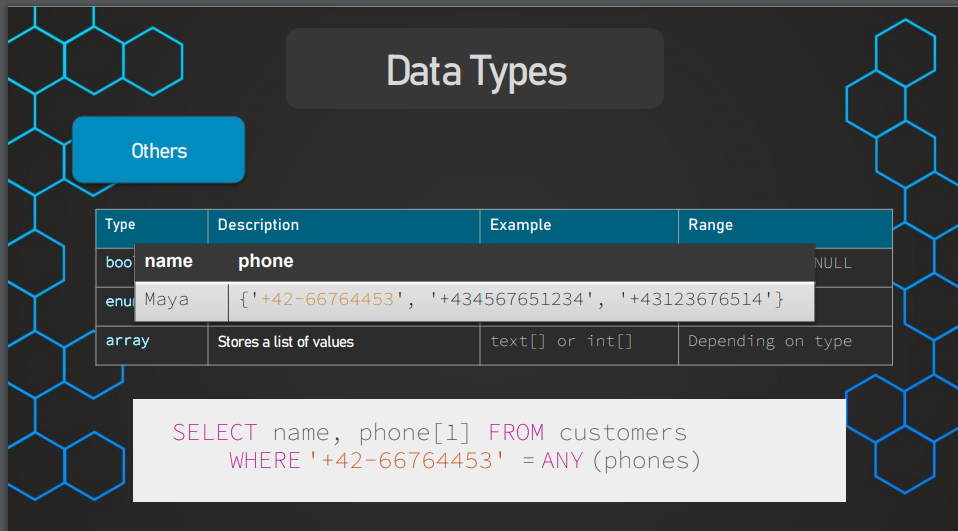 Data Types
Others
Type Description Example Range
name phone
boo NULL
Maya {'+42-66764453', '+434567651234', '+43123676514'}
enu
array Stores a list of values text[] or int[] Depending on type
SELECT name, phone[1] FROM customers
WHERE '+42-66764453' = ANY (phones)